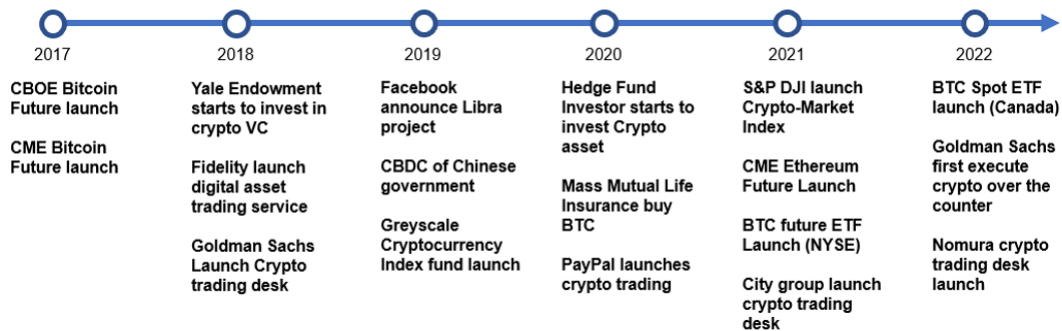 2017
CBOE Bitcoin
Future launch
CME Bitcoin
Future launch
2018
Yale Endowment
starts to invest in
crypto VC
Fidelity launch
digital asset
trading service
Goldman Sachs
Launch Crypto
trading desk
2019
Facebook
announce Libra
project
CBDC of Chinese
government
Greyscale
Cryptocurrency
Index fund launch
2020
Hedge Fund
Investor starts to
invest Crypto
asset
Mass Mutual Life
Insurance buy
BTC
PayPal launches
crypto trading
2021
S&P DJI launch
Crypto-Market
Index
CME Ethereum
Future Launch
BTC future ETF
Launch (NYSE)
City group launch
crypto trading
desk
2022
BTC Spot ETF
launch (Canada)
Goldman Sachs
first execute
crypto over the
counter
Nomura crypto
trading desk
launch